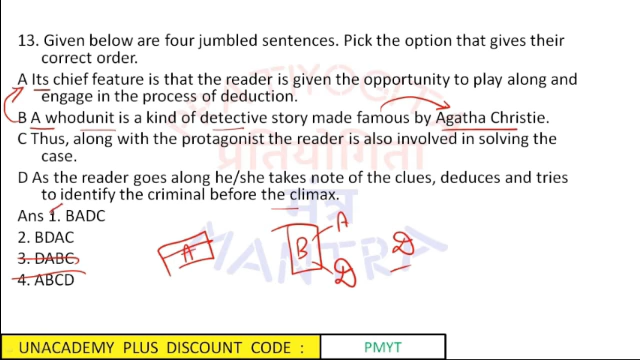 13. Given below are four jumbled sentences. Pick the option that gives their
correct order.
A Its chief feature is that the reader is given the opportunity to play along and
engage in the process of deduction.
B A whodunit is a kind of detective story made famous by Agatha Christie.
C Thus, along with the protagonist the reader is also involved in solving the
case.
D As the reader goes along he/she takes note of the clues, deduces and tries
to identify the criminal before the climax.
Ans 1. BADC
2. BDAC
3. DABC
4. ABCD
A
B
A
D
D
प्रतियोगिता
मंत्र
MANTRA
UNACADEMY PLUS DISCOUNT CODE :
PMYT